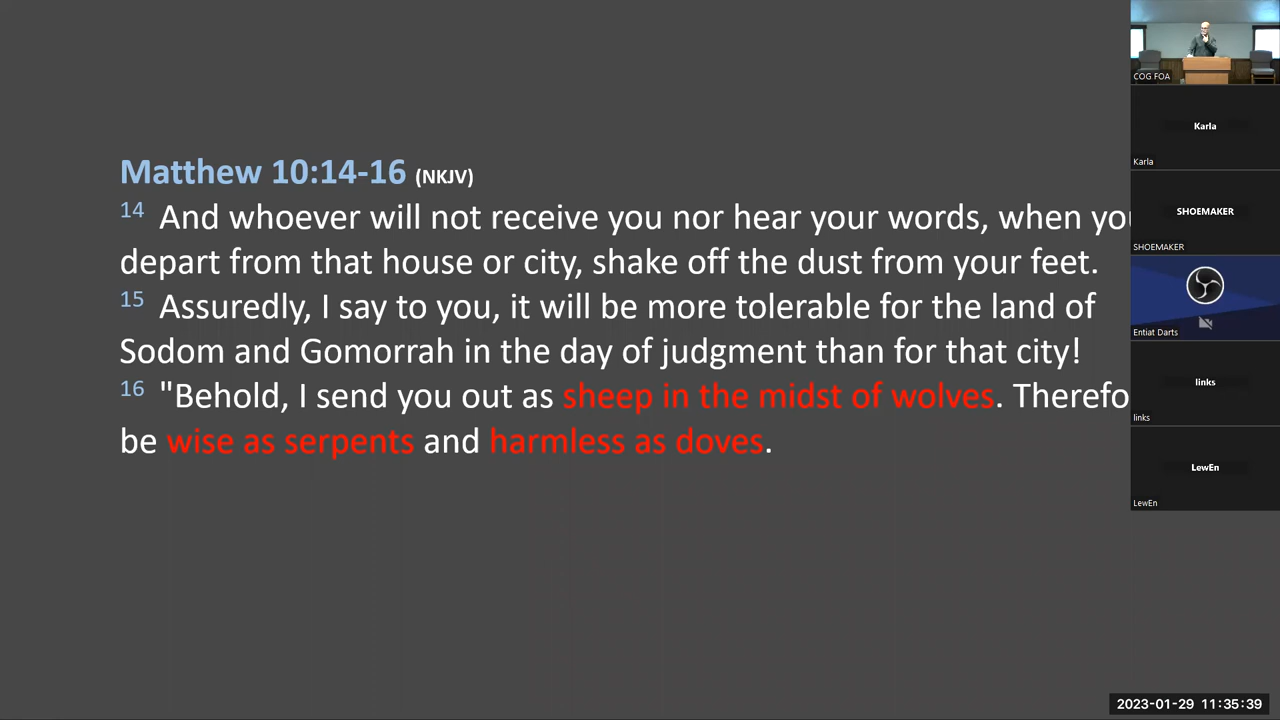 Matthew 10:14-16 (NKJV)
14 And whoever will not receive you nor hear your words, when you
depart from that house or city, shake off the dust from your feet.
15 Assuredly, I say to you, it will be more tolerable for the land of
Sodom and Gomorrah in the day of judgment than for that city!
16 "Behold, I send you out as sheep in the midst of wolves. Therefo
be wise as serpents and harmless as doves.
COG FOA
Karla
Karla
SHOEMAKER
SHOEMAKER
Entiat Darts
links
links
LewEn
LewEn
2023-01-29 11:35:39